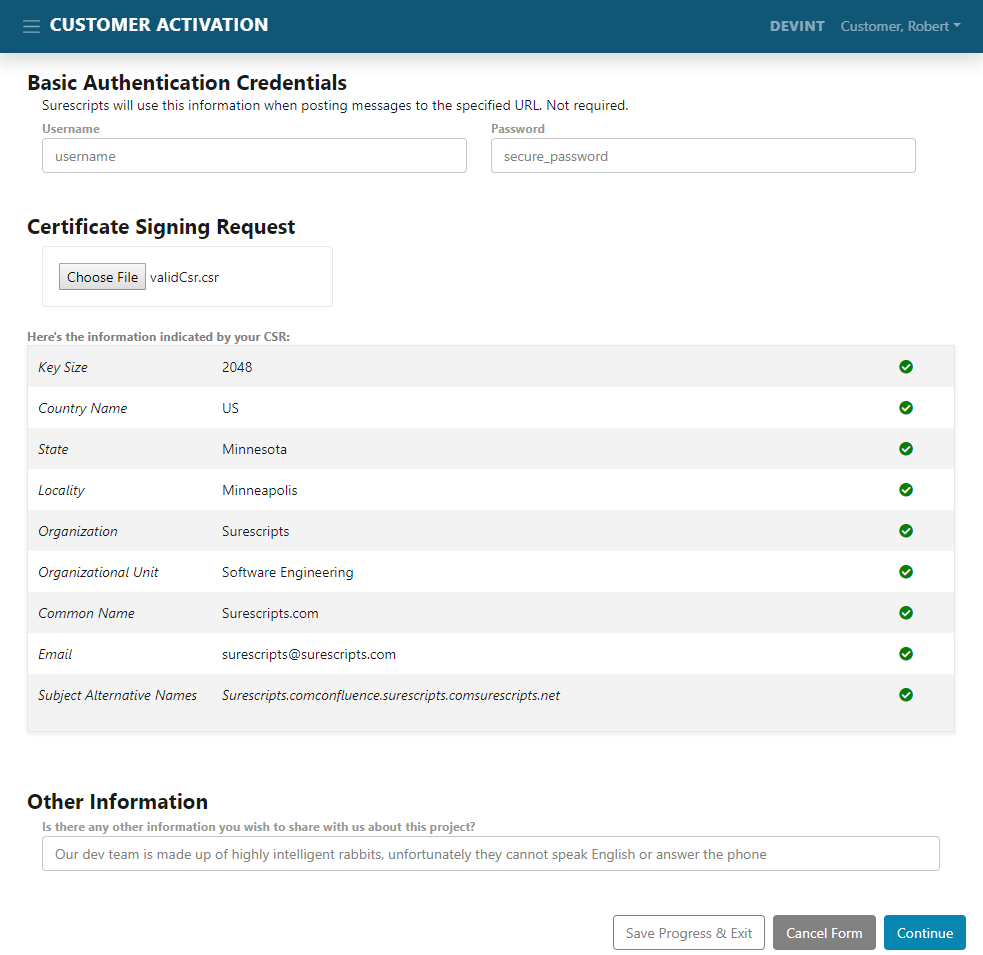 CUSTOMER ACTIVATION DEVINT Customer, Robert
Basic Authentication Credentials
Surescripts will use this information when posting messages to the specified URL. Not required.
Username Password
username secure_password
Certificate Signing Request
Choose File validCsr.csr
Here's the information indicated by your CSR:
Key Size 2048
Country Name US
State Minnesota
Locality Minneapolis
Organization Surescripts
Organizational Unit Software Engineering
Common Name Surescripts.com
Email surescripts@surescripts.com
Subject Alternative Names Surescripts.comconfluence.surescripts.comsurescripts.net
Other Information
Is there any other information you wish to share with us about this project?
Our dev team is made up of highly intelligent rabbits, unfortunately they cannot speak English or answer the phone
Save Progress & Exit Cancel Form Continue